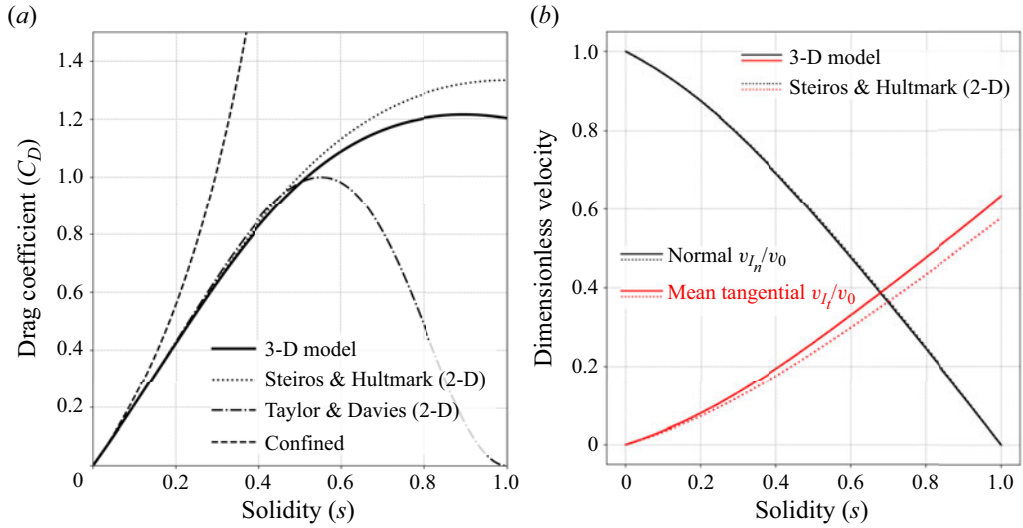 (a)
1.4
1.2
1.0
0.8
0.6
0.4
0.2
0
Drag coefficient (C_D)
3-D model
Steiros & Hultmark (2-D)
Taylor & Davies (2-D)
Confined
0.2 0.4 0.6 0.8 1.0
Solidity (s)
(b)
1.0
0.8
0.6
0.4
0.2
0
Dimensionless velocity
3-D model
Steiros & Hultmark (2-D)
Normal v_{I_n}/v_0
Mean tangential v_{I_t}/v_0
0 0.2 0.4 0.6 0.8 1.0
Solidity (s)